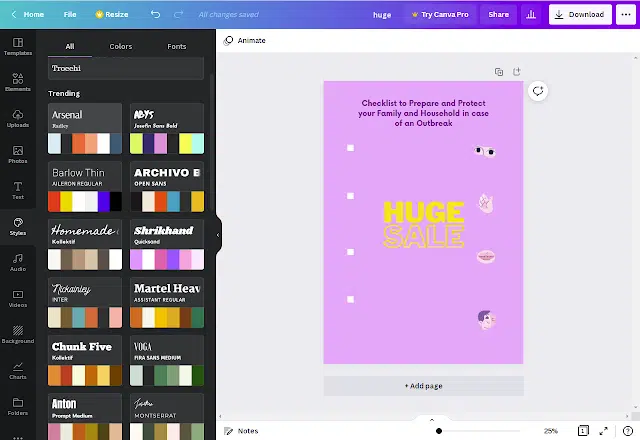 Home
File
Resize
All changes saved
huge
Try Canva Pro
Share
Download
Templates
Elements
Uploads
Photos
Text
Styles
Audio
Videos
Background
Charts
Folders
All
Colors
Fonts
Trocchi
Trending
Arsenal
Radley
Josefin Sans Bold
Barlow Thin
AILERON REGULAR
ARCHIVO B
OPEN SANS
Homemade
Kollektif
Shrikhand
Quicksand
Nickainley
INTER
Martel Heav
ASSISTANT REGULAR
Chunk Five
Kollektif
VOGA
FIRA SANS MEDIUM
Anton
Prompt Medium
MONTSERRAT
Animate
Checklist to Prepare and Protect
your Family and Household in case
of an Outbreak
HUGE
SALE
+ Add page
Notes
25%
1